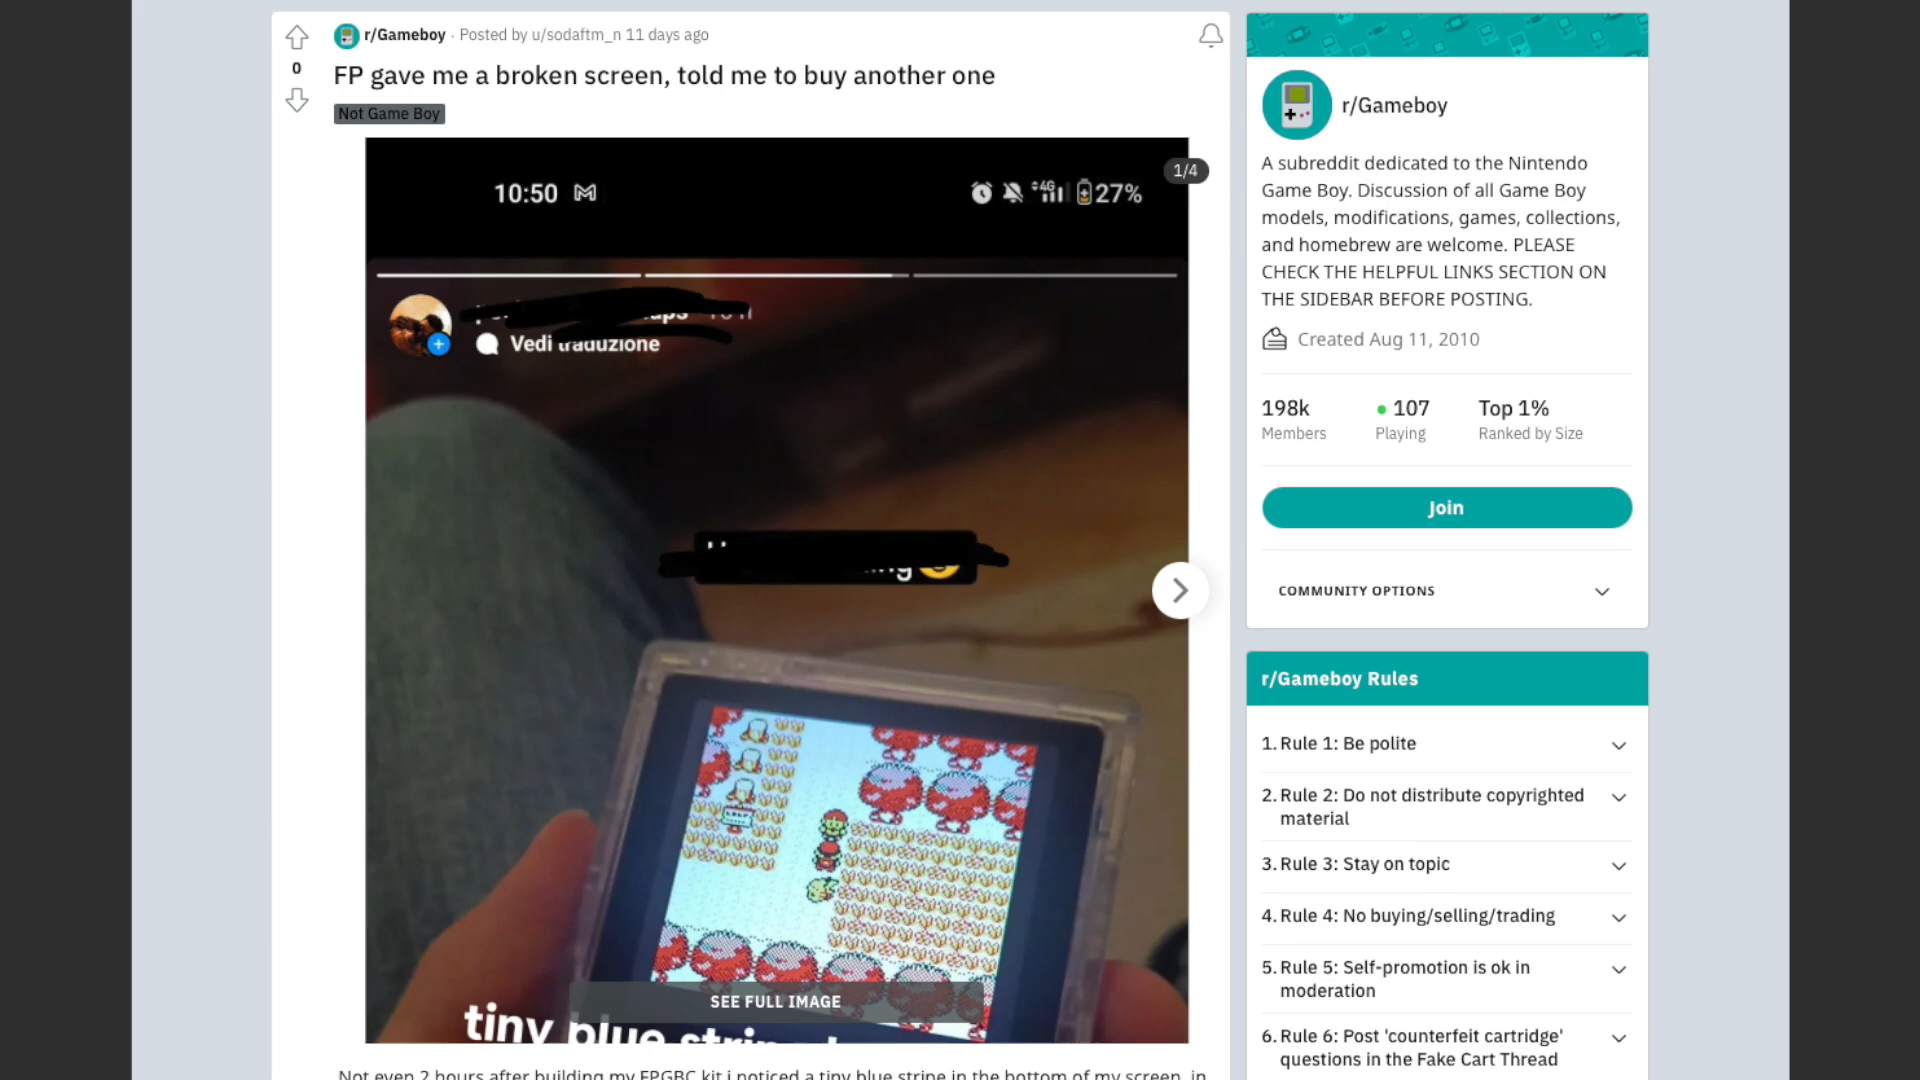 r/Gameboy · Posted by u/sodaftm_n 11 days ago
0
FP gave me a broken screen, told me to buy another one
Not Game Boy
1/4
10:50
4G
27%
Vedi traduzione
SEE FULL IMAGE
tiny blue stripe
Not even 2 hours after building my FPGBC kit i noticed a tiny blue stripe in the bottom of my screen, in
r/Gameboy
A subreddit dedicated to the Nintendo
Game Boy. Discussion of all Game Boy
models, modifications, games, collections,
and homebrew are welcome. PLEASE
CHECK THE HELPFUL LINKS SECTION ON
THE SIDEBAR BEFORE POSTING.
Created Aug 11, 2010
198k
Members
107
Playing
Top 1%
Ranked by Size
Join
COMMUNITY OPTIONS
r/Gameboy Rules
1. Rule 1: Be polite
2. Rule 2: Do not distribute copyrighted
material
3. Rule 3: Stay on topic
4. Rule 4: No buying/selling/trading
5. Rule 5: Self-promotion is ok in
moderation
6. Rule 6: Post 'counterfeit cartridge'
questions in the Fake Cart Thread